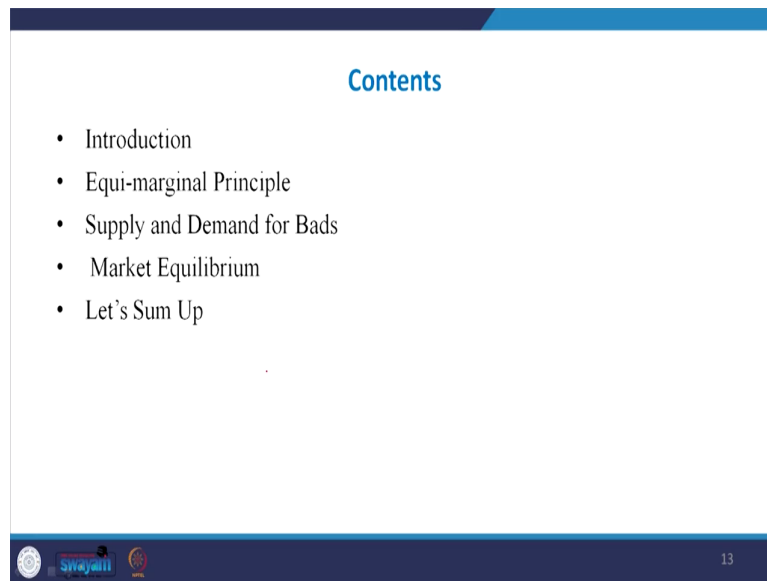 Contents
• Introduction
• Equi-marginal Principle
• Supply and Demand for Bads
• Market Equilibrium
• Let's Sum Up
swayam
13